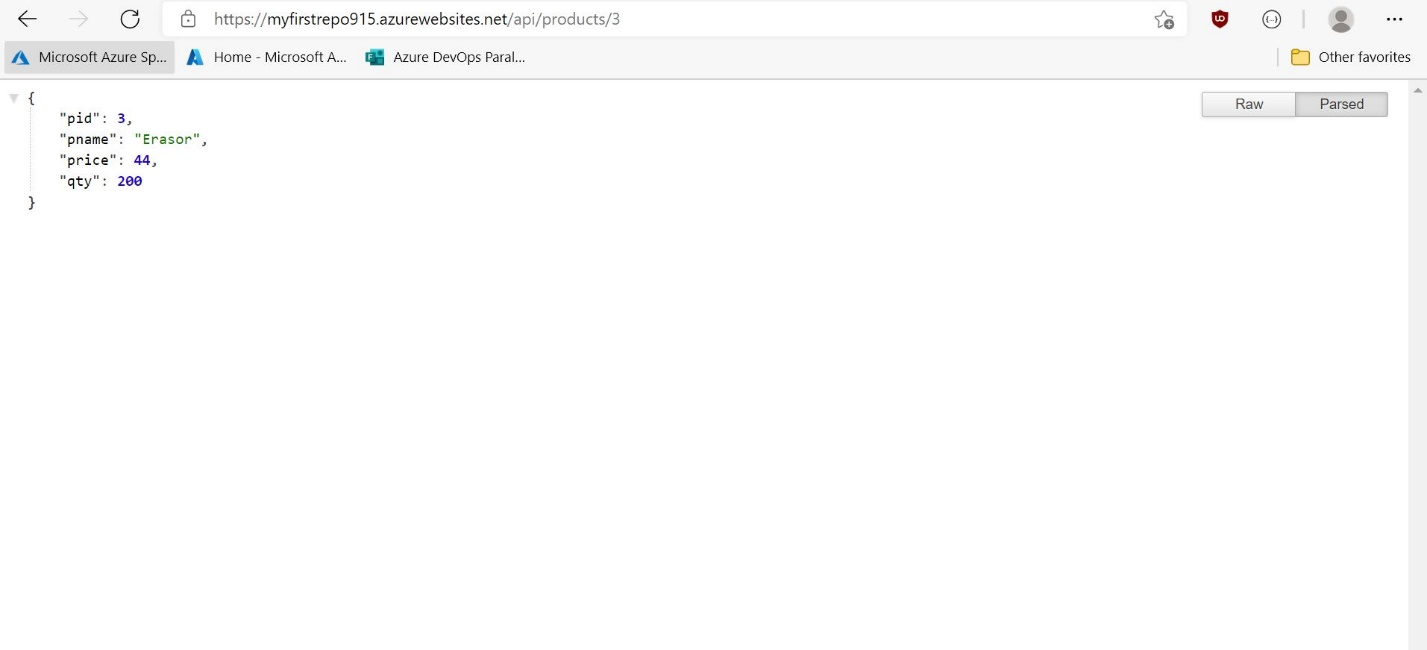 https://myfirstrepo915.azurewebsites.net/api/products/3
Microsoft Azure Sp... Home - Microsoft A... Azure DevOps Paral... Other favorites
Raw Parsed
{
"pid": 3,
"pname": "Erasor",
"price": 44,
"qty": 200
}